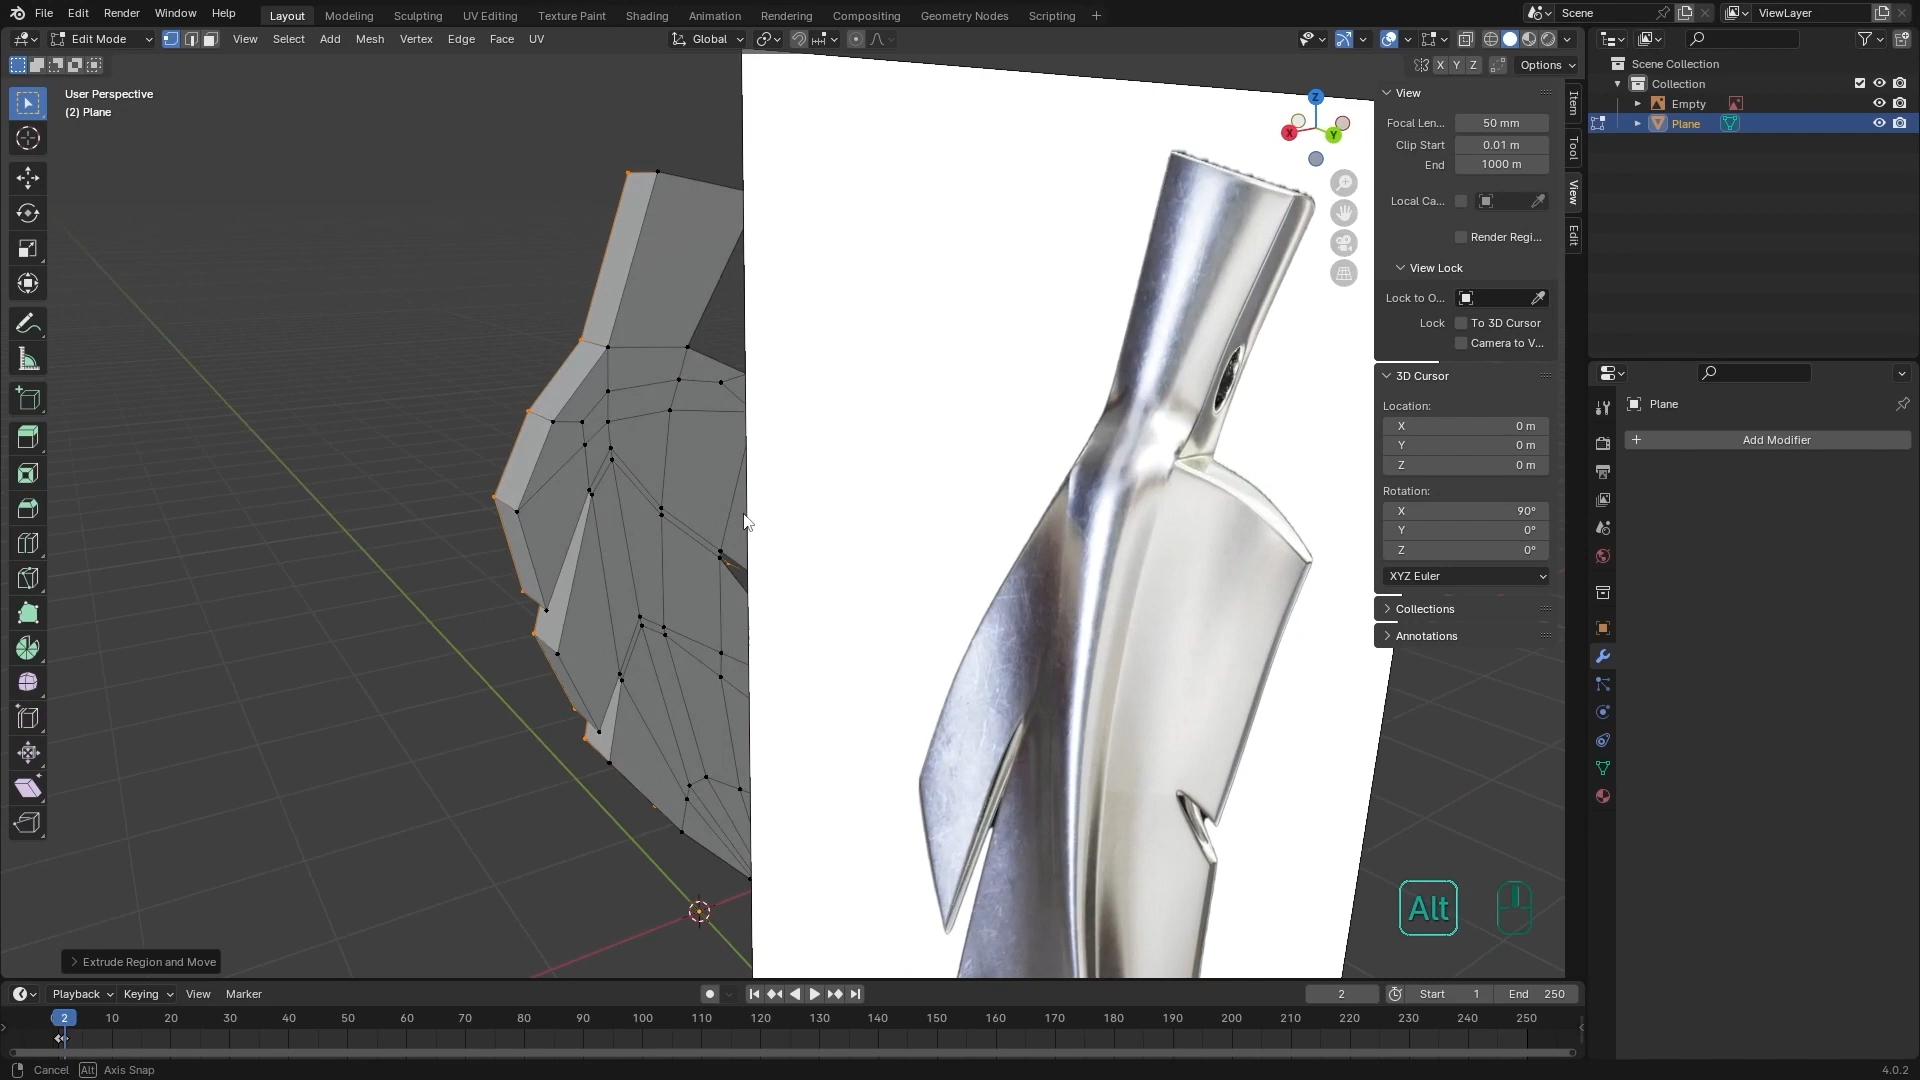 File Edit Render Window Help Layout Modeling Sculpting UV Editing Texture Paint Shading Animation Rendering Compositing Geometry Nodes Scripting + Scene ViewLayer
Edit Mode View Select Add Mesh Vertex Edge Face UV Global
X Y Z Options
User Perspective
(2) Plane
Z
X
Y
View
Focal Len... 50 mm
Clip Start 0.01 m
End 1000 m
Local Ca...
Render Regi...
View Lock
Lock to O...
Lock To 3D Cursor
Camera to V...
3D Cursor
Location:
X 0 m
Y 0 m
Z 0 m
Rotation:
X 90°
Y 0°
Z 0°
XYZ Euler
Collections
Annotations
Item
Tool
View
Edit
Scene Collection
Collection
Empty
Plane
Plane
+ Add Modifier
Alt
Extrude Region and Move
Playback Keying View Marker 2 Start 1 End 250
2 10 20 30 40 50 60 70 80 90 100 110 120 130 140 150 160 170 180 190 200 210 220 230 240 250
Cancel Alt Axis Snap 4.0.2